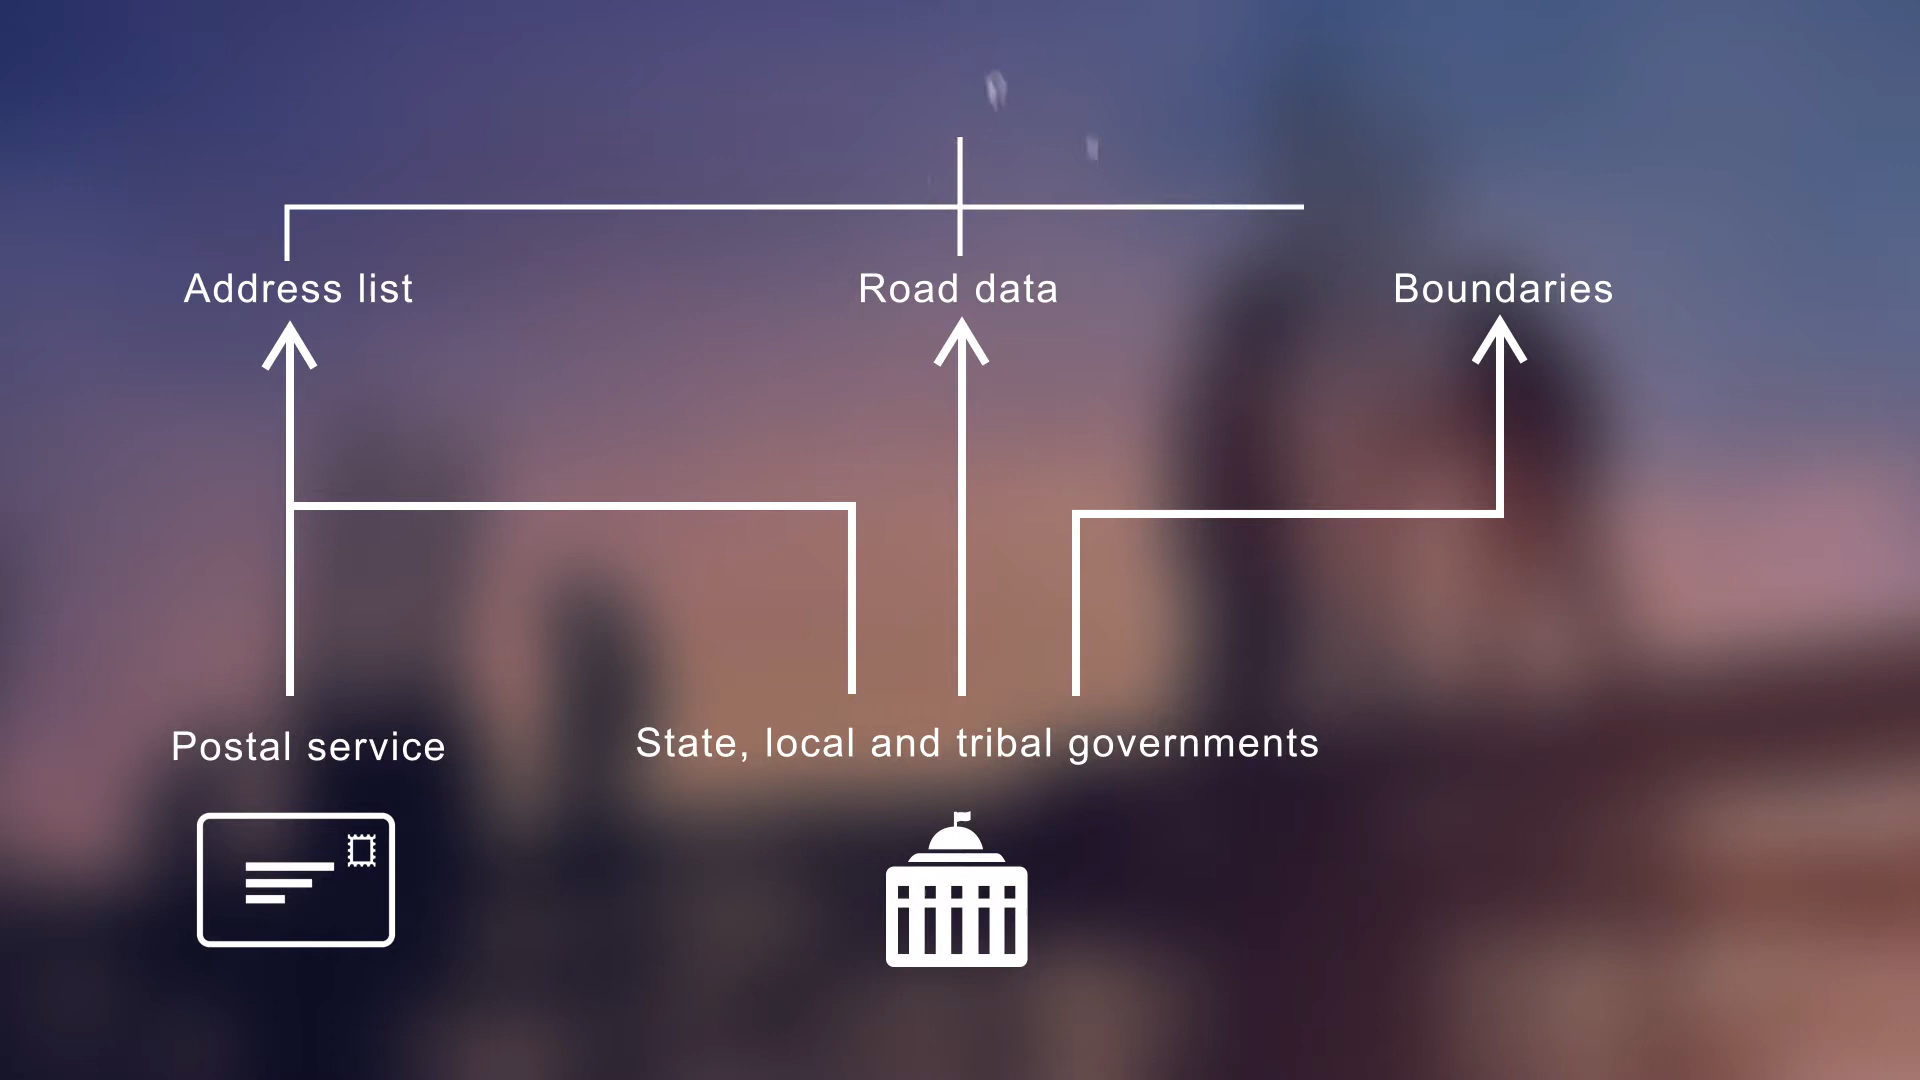 Address list
Road data
Boundaries
Postal service
State, local and tribal governments